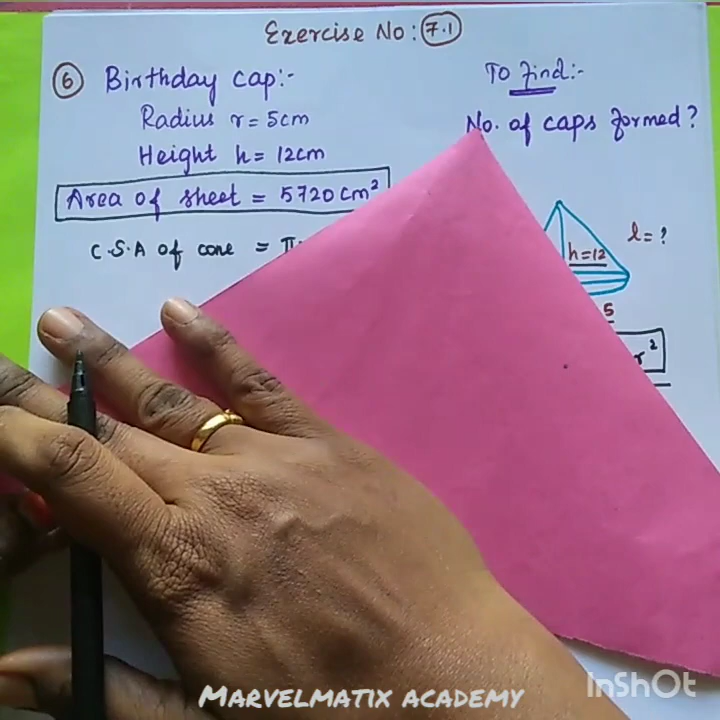 Exercise No: 7.1
6 Birthday cap:-
Radius r = 5cm
Height h = 12cm
Area of sheet = 5720 cm²
C.S.A of cone = π
To find:-
No. of caps formed?
l = ?
h=12
5
r²
MARVELMATIX ACADEMY
InShOt